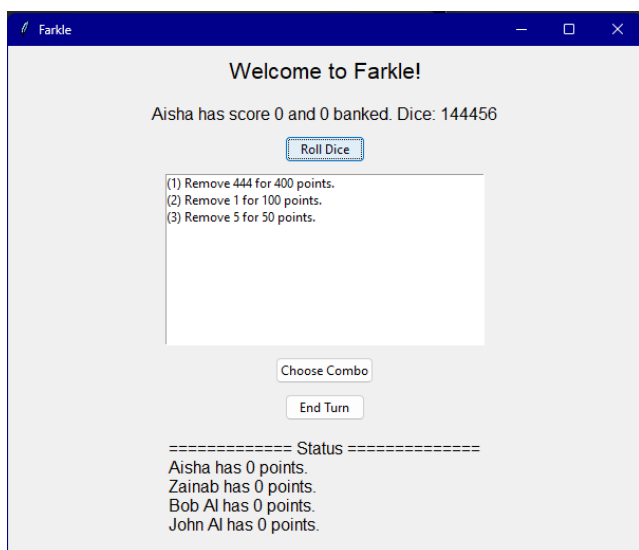 Farkle
Welcome to Farkle!
Aisha has score 0 and 0 banked. Dice: 144456
Roll Dice
(1) Remove 444 for 400 points.
(2) Remove 1 for 100 points.
(3) Remove 5 for 50 points.
Choose Combo
End Turn
============= Status ==============
Aisha has 0 points.
Zainab has 0 points.
Bob AI has 0 points.
John AI has 0 points.